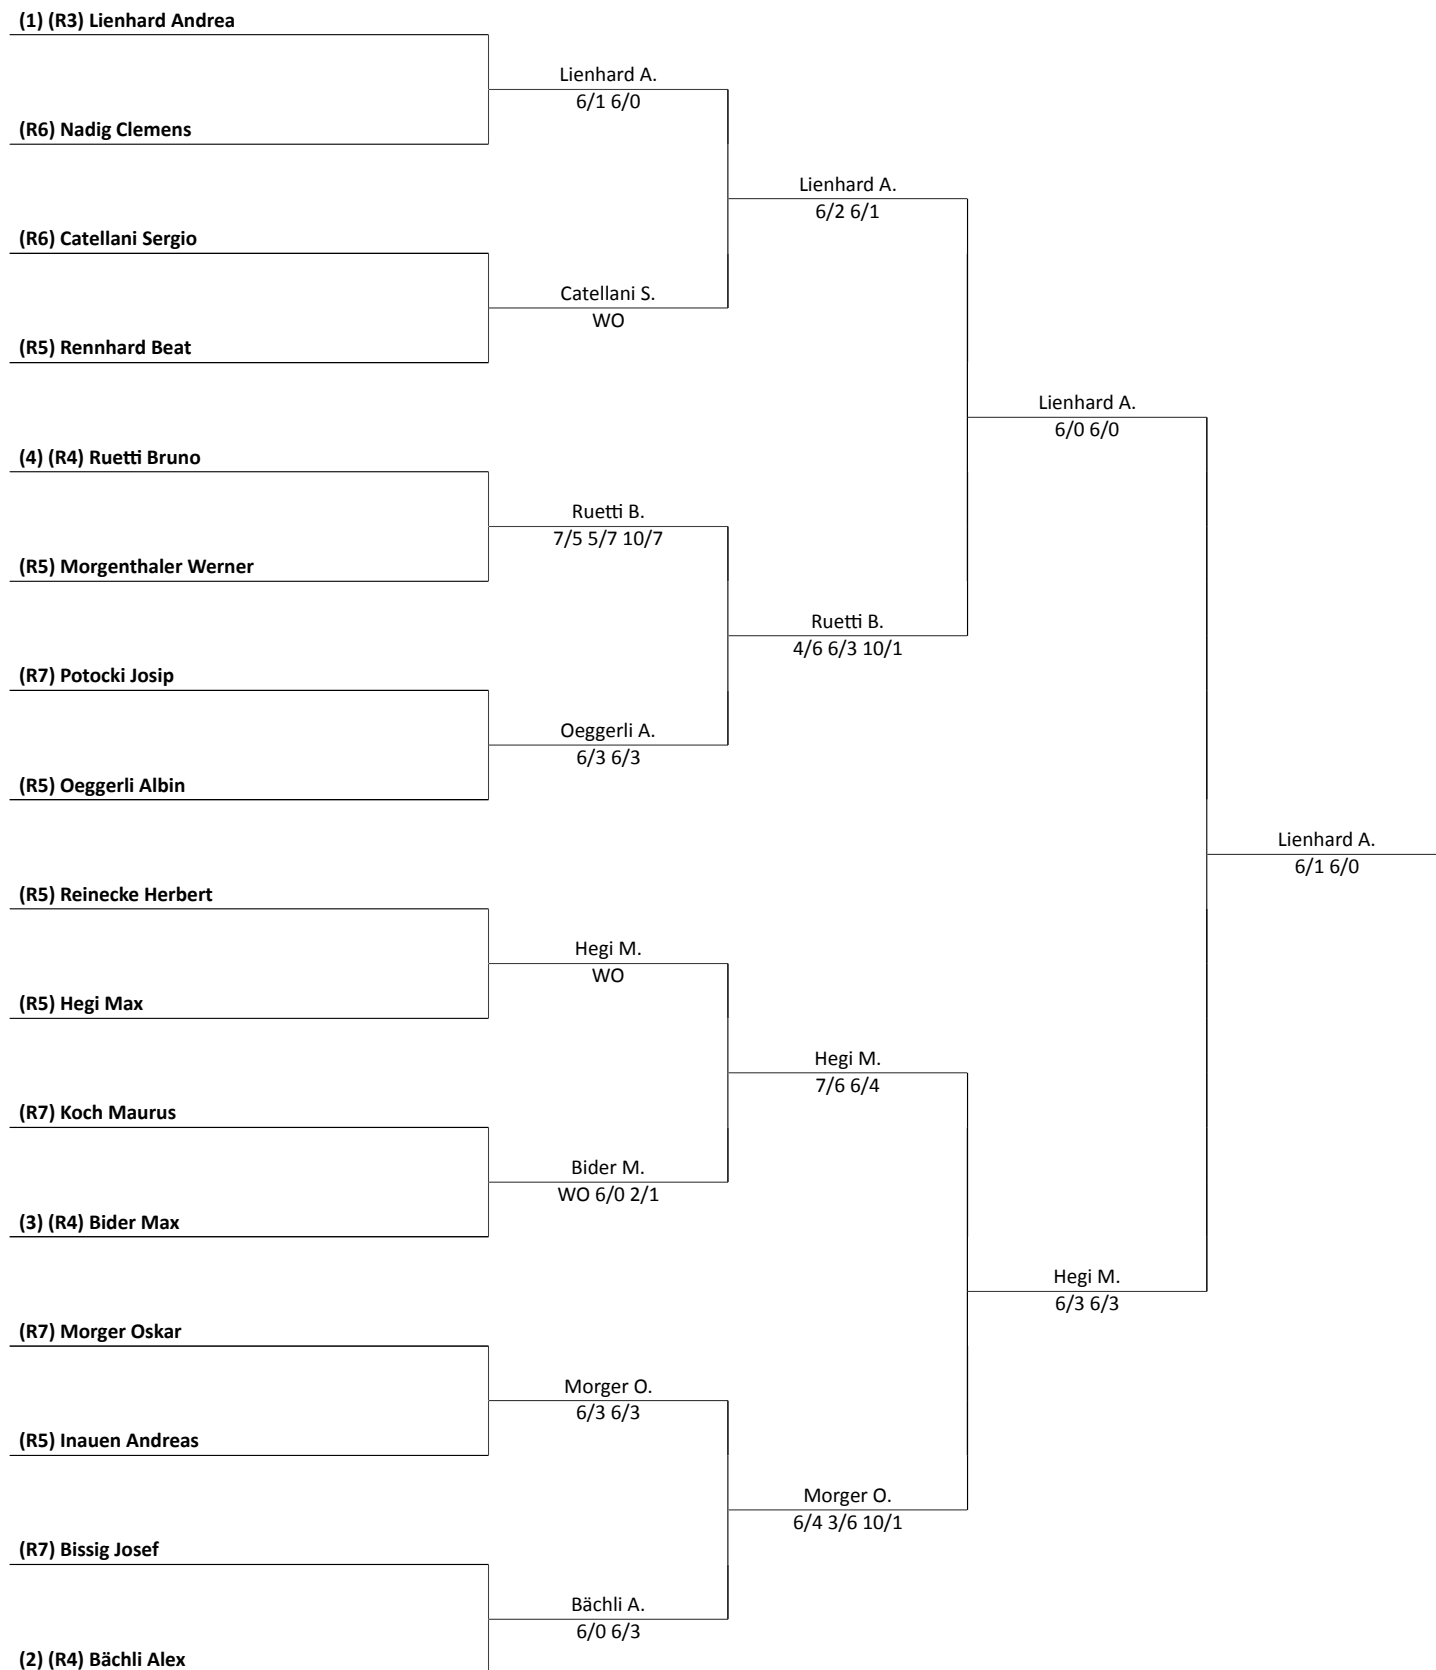 (1) (R3) Lienhard Andrea
Lienhard A.
6/1 6/0
(R6) Nadig Clemens
Lienhard A.
6/2 6/1
(R6) Catellani Sergio
Catellani S.
WO
(R5) Rennhard Beat
Lienhard A.
6/0 6/0
(4) (R4) Ruetti Bruno
Ruetti B.
7/5 5/7 10/7
(R5) Morgenthaler Werner
Ruetti B.
4/6 6/3 10/1
(R7) Potocki Josip
Oeggerli A.
6/3 6/3
(R5) Oeggerli Albin
Lienhard A.
6/1 6/0
(R5) Reinecke Herbert
Hegi M.
WO
(R5) Hegi Max
Hegi M.
7/6 6/4
(R7) Koch Maurus
Bider M.
WO 6/0 2/1
(3) (R4) Bider Max
Hegi M.
6/3 6/3
(R7) Morger Oskar
Morger O.
6/3 6/3
(R5) Inauen Andreas
Morger O.
6/4 3/6 10/1
(R7) Bissig Josef
Bächli A.
6/0 6/3
(2) (R4) Bächli Alex